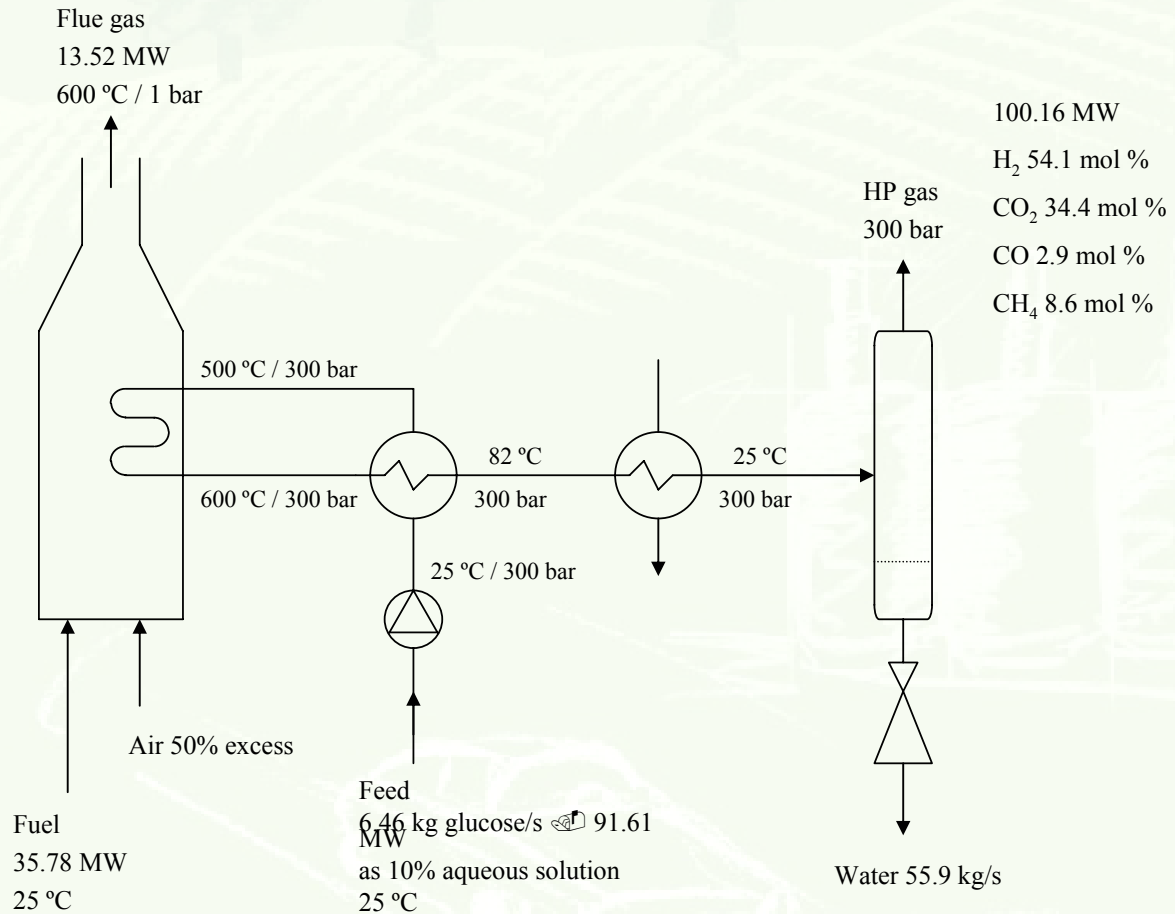 Flue gas
13.52 MW
600 ºC / 1 bar
100.16 MW
H₂ 54.1 mol %
CO₂ 34.4 mol %
CO 2.9 mol %
CH₄ 8.6 mol %
HP gas
300 bar
500 ºC / 300 bar
82 ºC
25 ºC
600 ºC / 300 bar
300 bar
300 bar
25 ºC / 300 bar
Air 50% excess
Feed
6.46 kg glucose/s 91.61
MW
as 10% aqueous solution
25 ºC
Fuel
35.78 MW
25 ºC
Water 55.9 kg/s